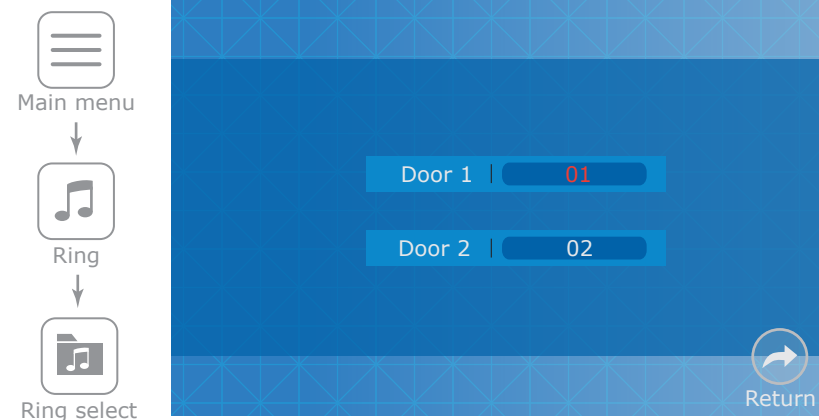 Main menu
Ring
Ring select
Door 1 01
Door 2 02
Return